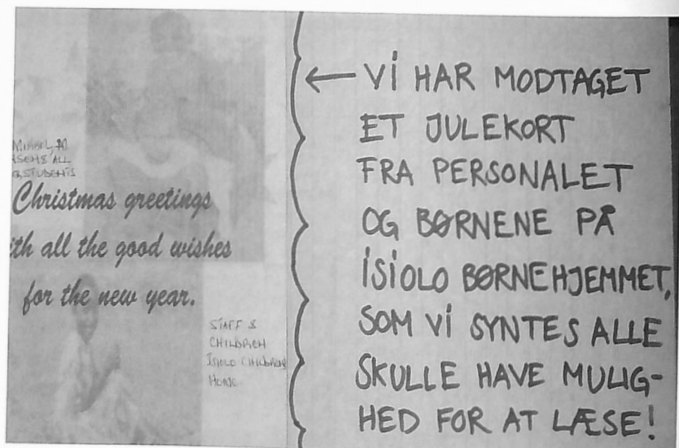 Christmas greetings
all the good wishes
for the new year.
STAFF &
CHILDREN
ISIOLO CHILDREN
HOME
← Vi HAR MODTAGET
ET JULEKORT
FRA PERSONALET
OG BØRNENE PÅ
iSiOLO BØRNEHJEMMET,
SOM Vi SYNTES ALLE
SKULLE HAVE MULIG-
HED FOR AT LÆSE!